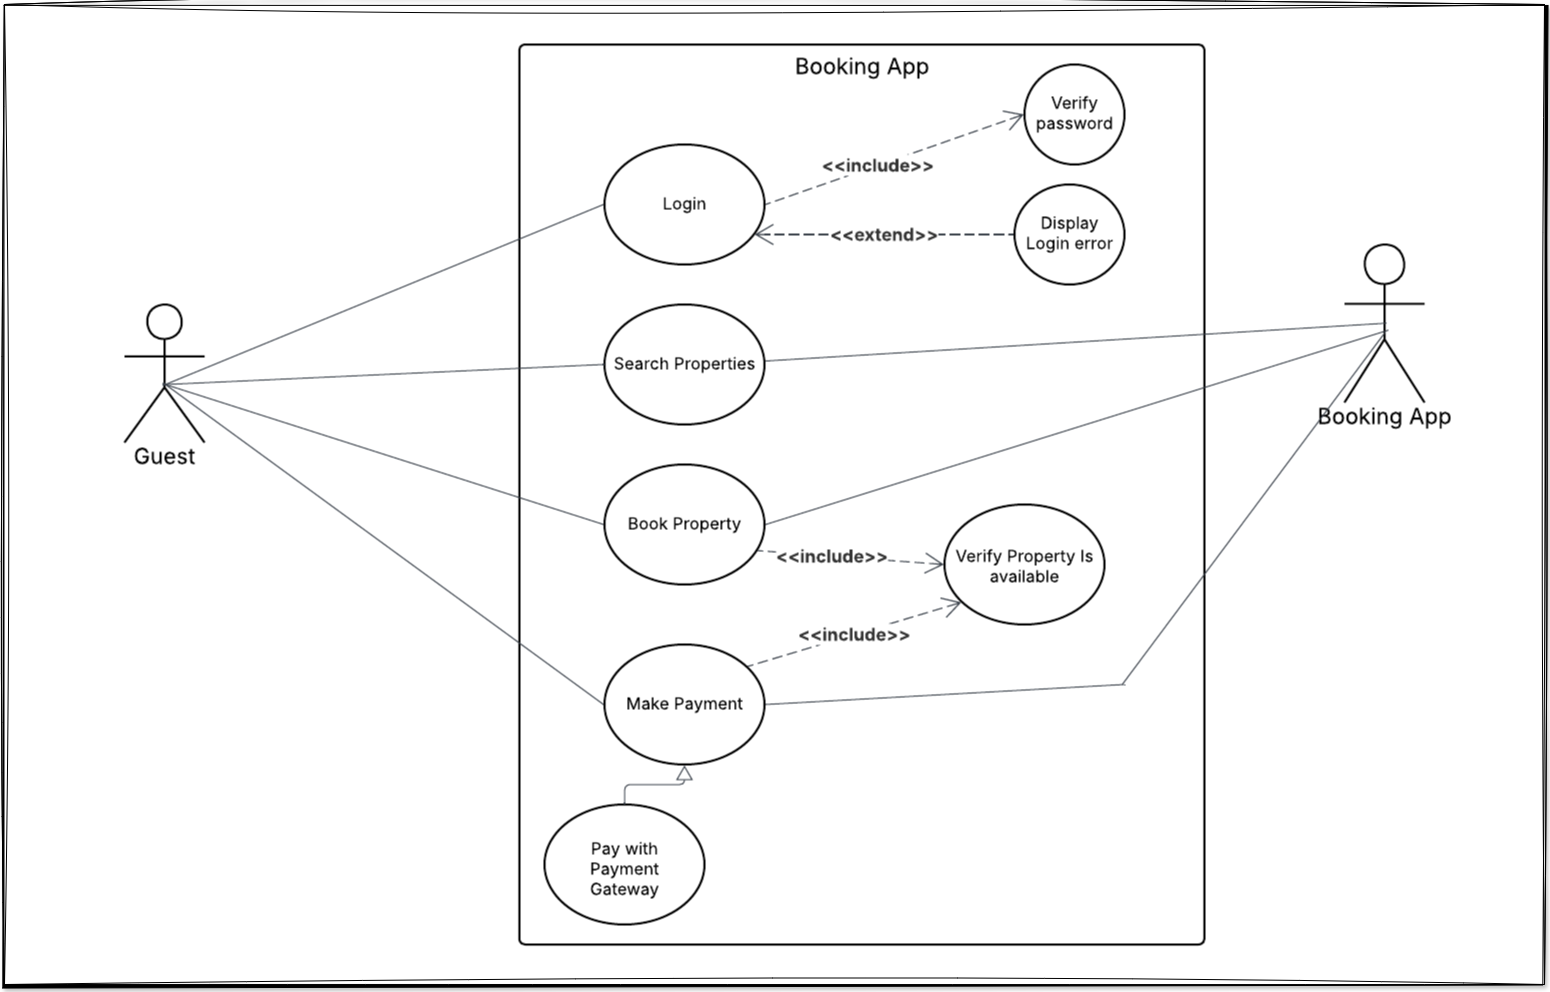 Booking App
Verify
password
<<include>>
Login
<<extend>>
Display
Login error
Search Properties
Guest
Booking App
Book Property
<<include>>
Verify Property Is
available
<<include>>
Make Payment
Pay with
Payment
Gateway